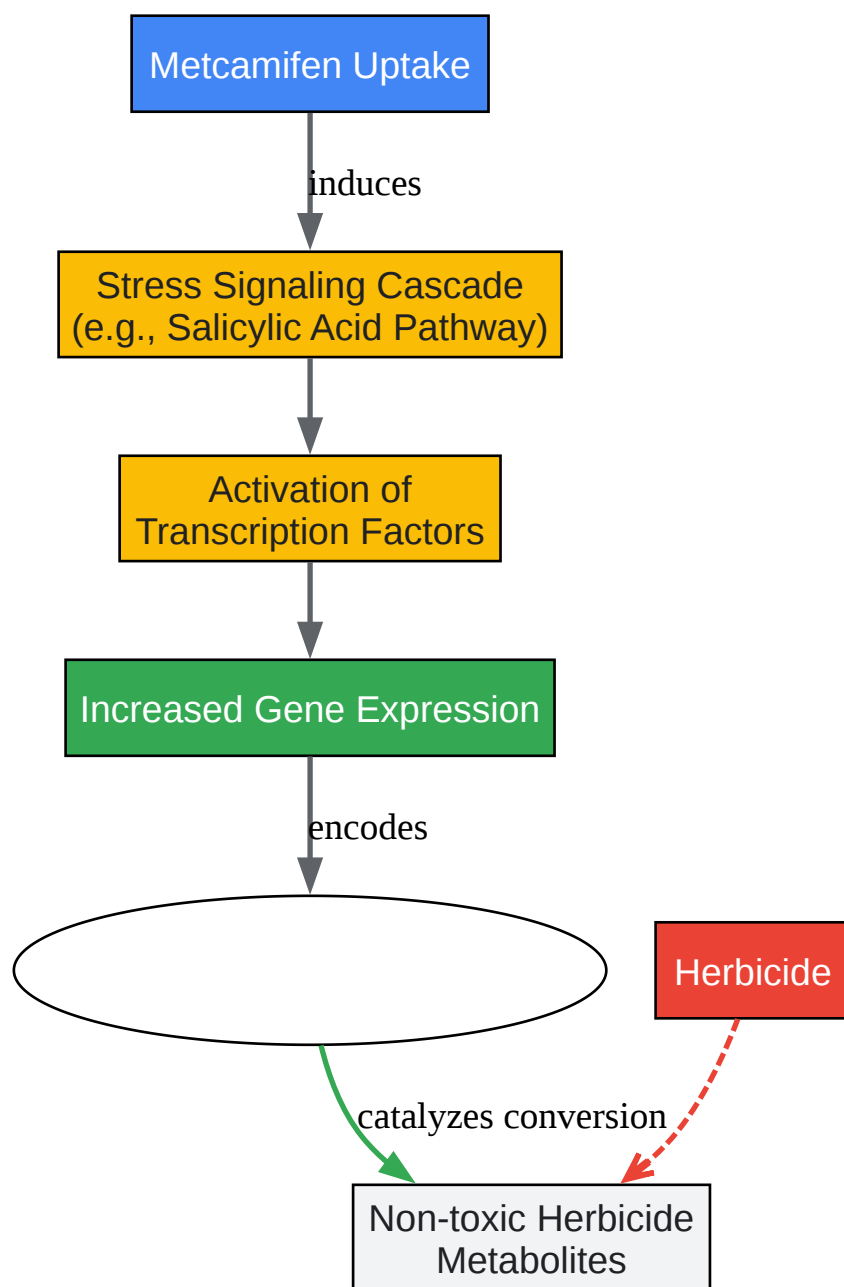 Metcamifen Uptake
induces
Stress Signaling Cascade
(e.g., Salicylic Acid Pathway)
Activation of
Transcription Factors
Increased Gene Expression
encodes
Herbicide
catalyzes conversion
Non-toxic Herbicide
Metabolites